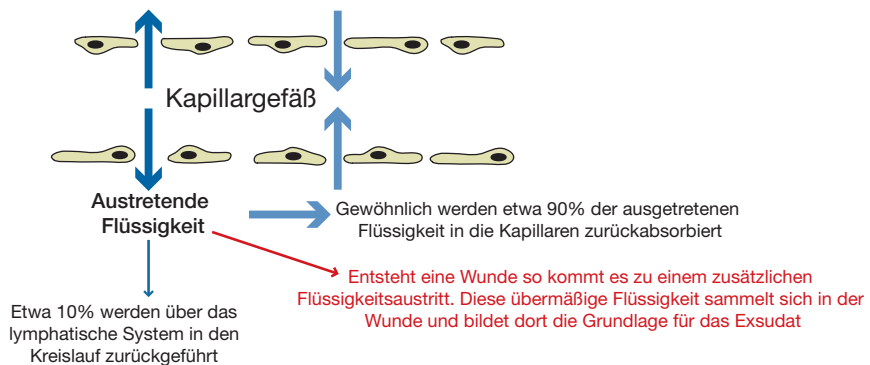 Kapillargefäß
Austretende
Flüssigkeit
Gewöhnlich werden etwa 90% der ausgetretenen
Flüssigkeit in die Kapillaren zurückabsorbiert
Entsteht eine Wunde so kommt es zu einem zusätzlichen
Flüssigkeitsaustritt. Diese übermäßige Flüssigkeit sammelt sich in der
Wunde und bildet dort die Grundlage für das Exsudat
Etwa 10% werden über das
lymphatische System in den
Kreislauf zurückgeführt